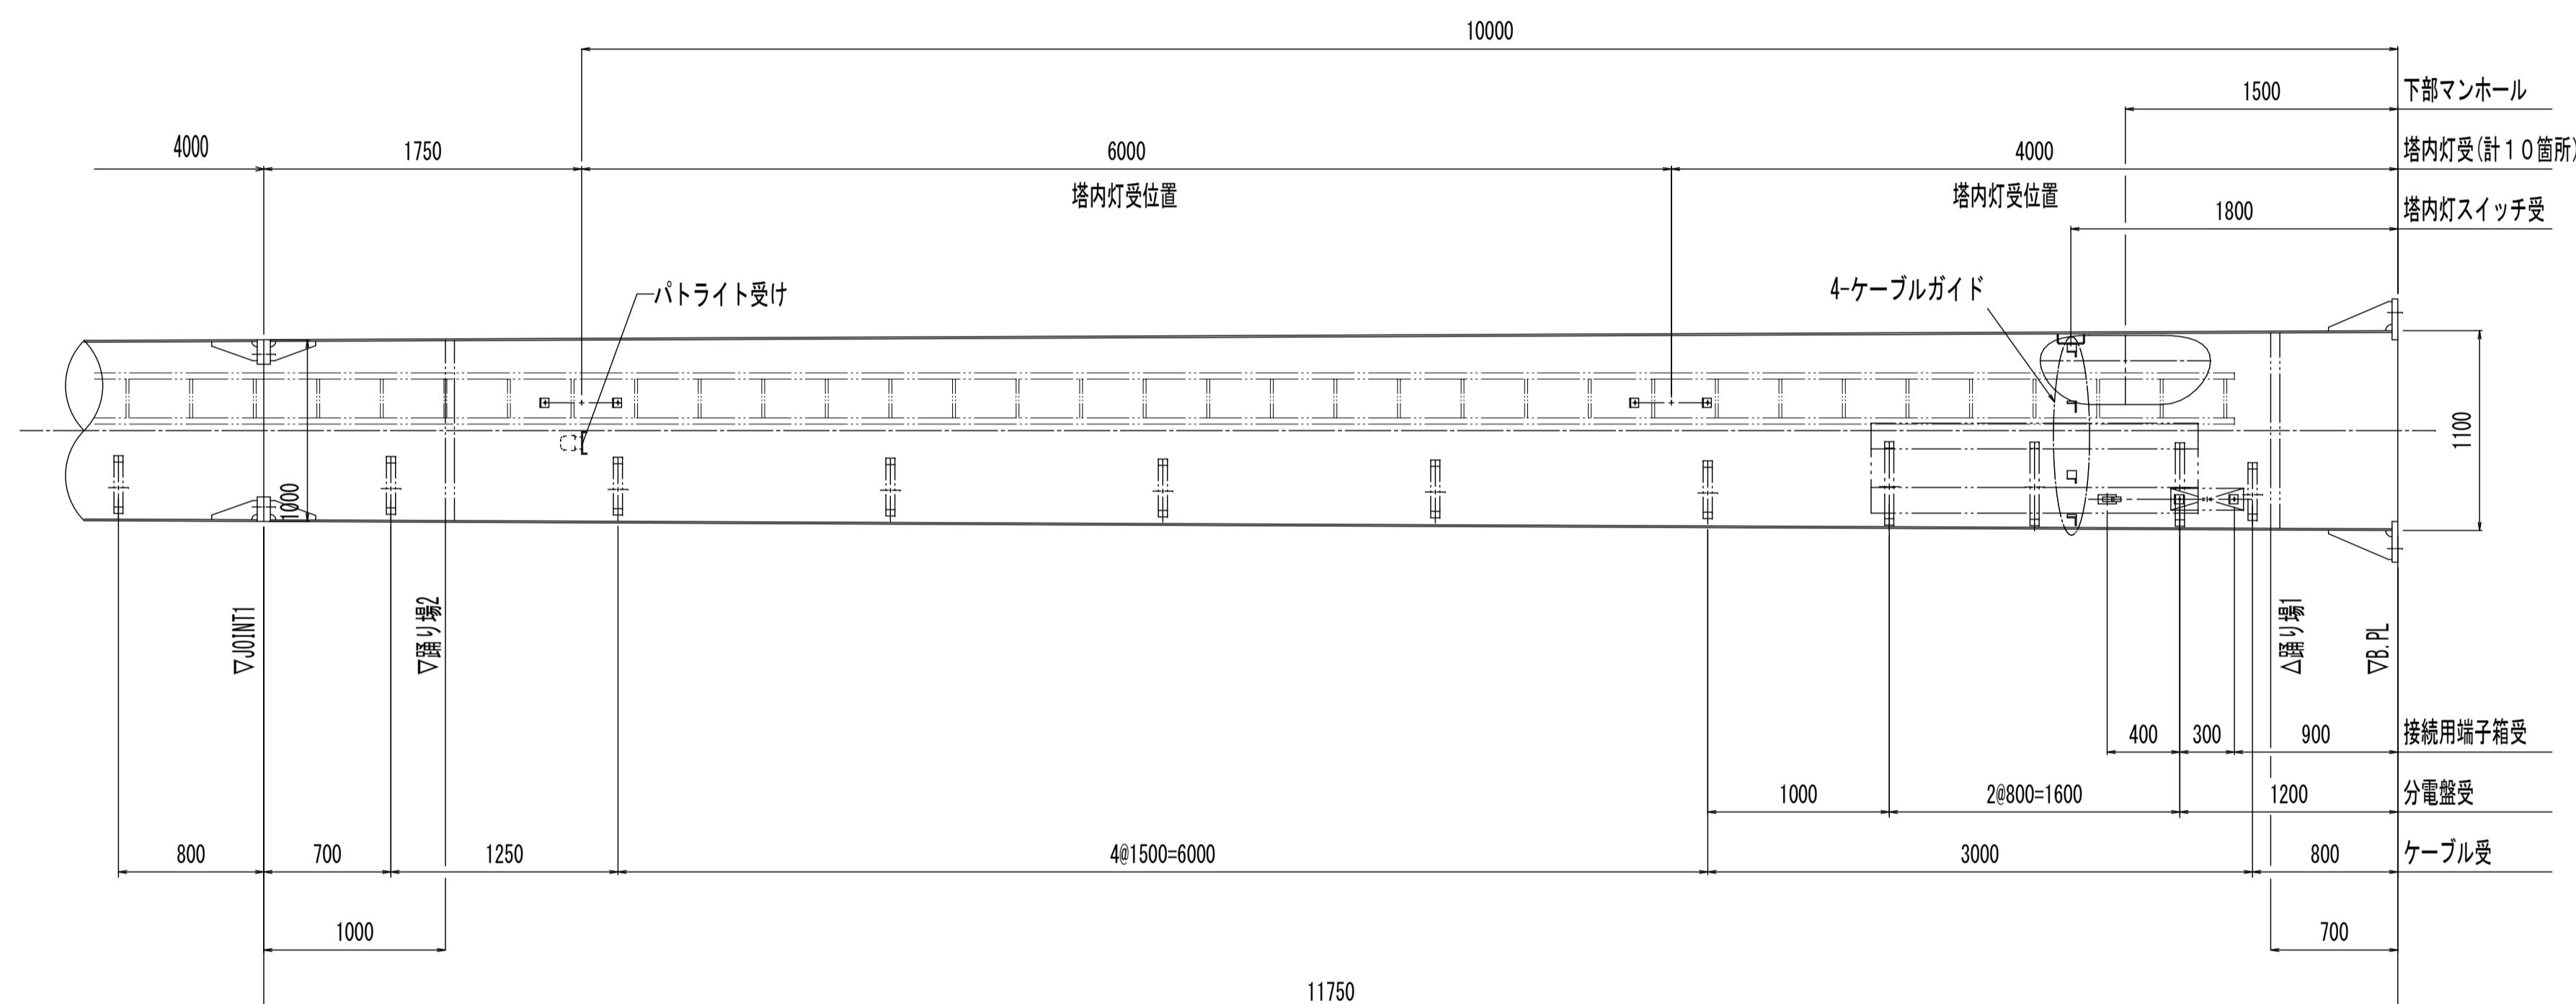 10000
1500
下部マンホール
4000
1750
6000
4000
塔内灯受(計10箇所)
塔内灯受位置
塔内灯受位置
1800
塔内灯スイッチ受
パトライト受け
4-ケーブルガイド
1000
1100
▽JOINT1
▽踊り場2
△踊り場1
▽B.PL
400
300
900
接続用端子箱受
1000
2@800=1600
1200
分電盤受
800
700
1250
4@1500=6000
3000
800
ケーブル受
1000
700
11750